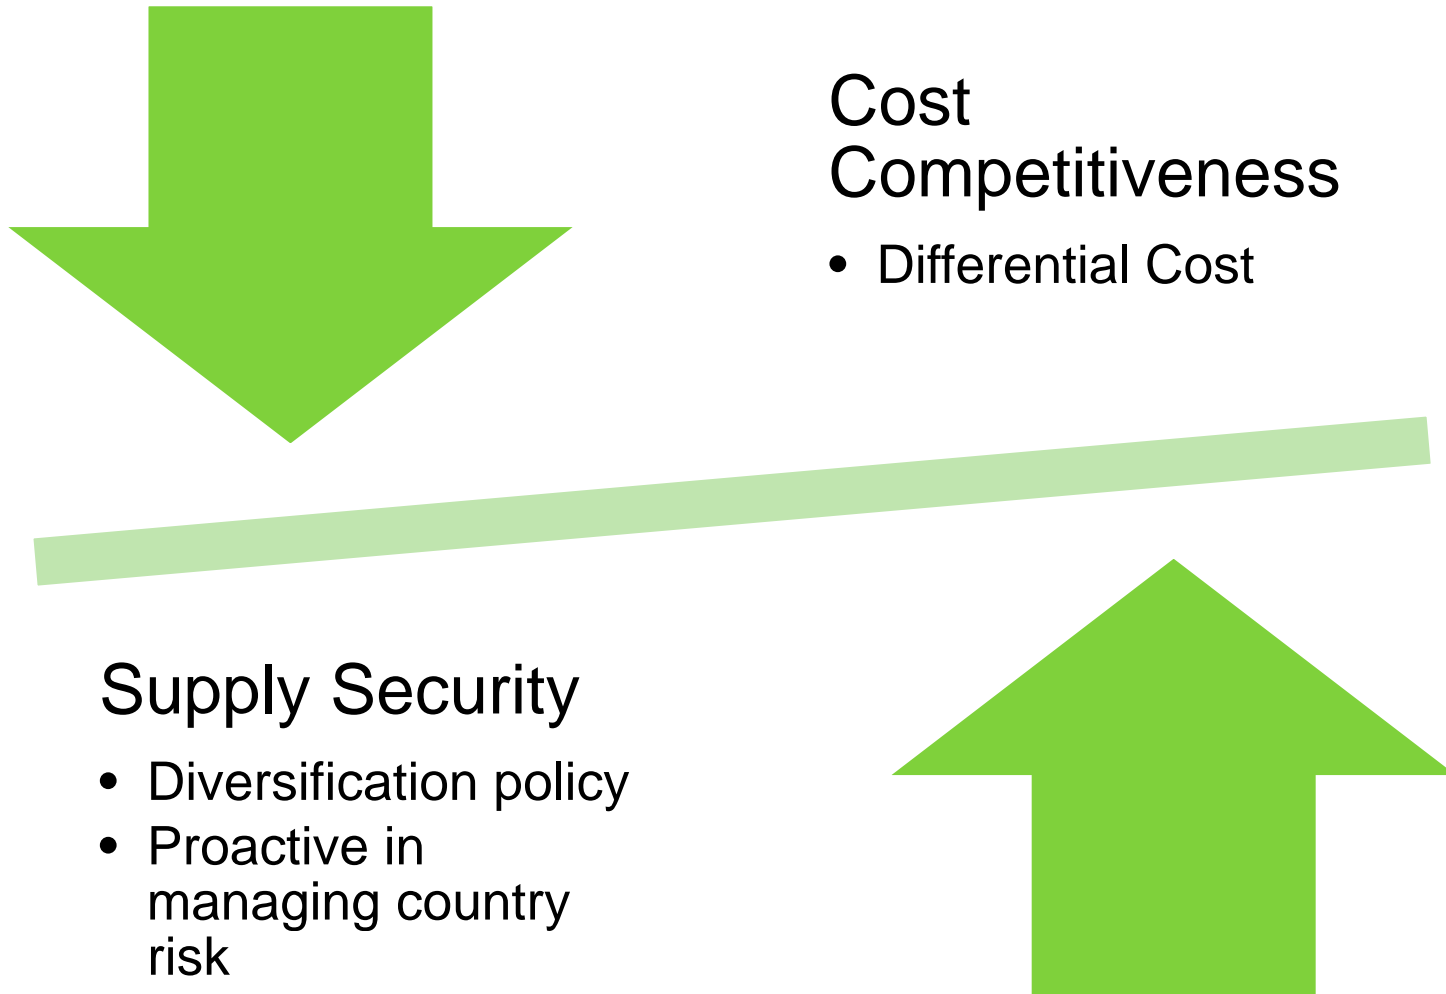 Cost
Competitiveness
• Differential Cost
Supply Security
• Diversification policy
• Proactive in
managing country
risk